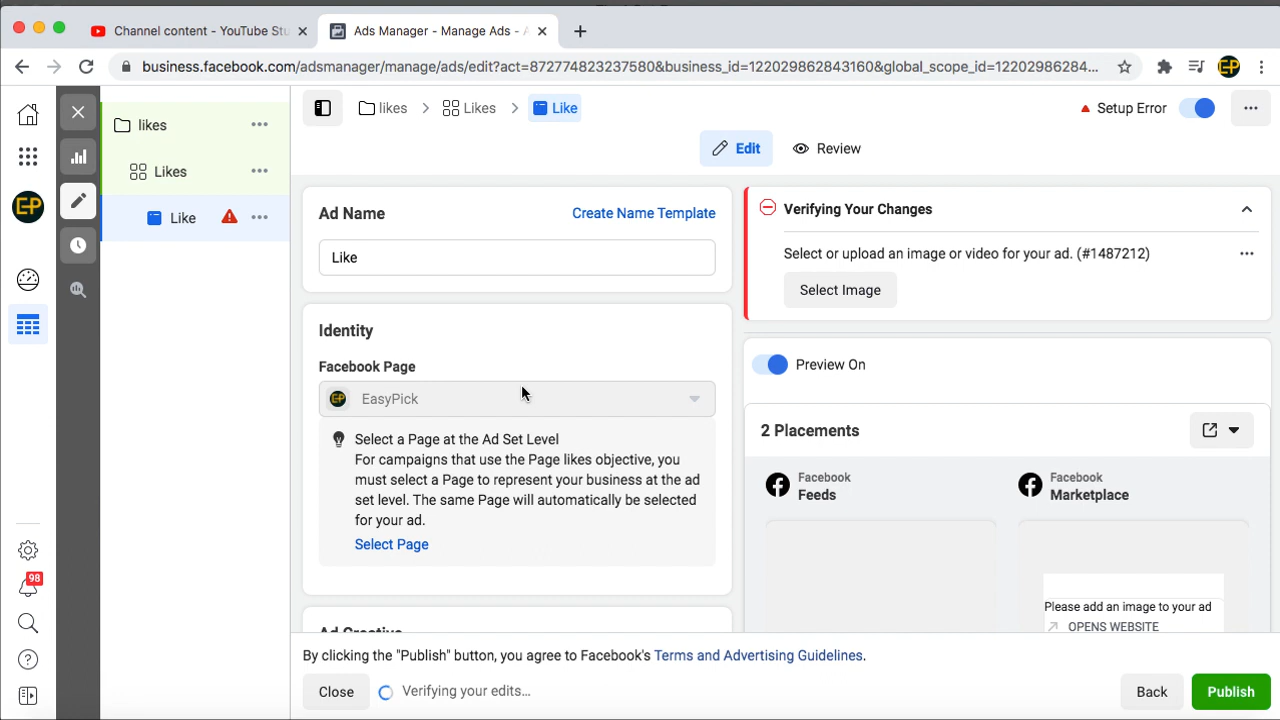 Channel content - YouTube Stu
Ads Manager - Manage Ads - A
business.facebook.com/adsmanager/manage/ads/edit?act=872774823237580&business_id=122029862843160&global_scope_id=12202986284...
EP
likes
Likes
Like
Setup Error
Edit
Review
likes
Likes
Like
EP
98
Ad Name
Create Name Template
Like
Identity
Facebook Page
EP
EasyPick
Select a Page at the Ad Set Level
For campaigns that use the Page likes objective, you
must select a Page to represent your business at the ad
set level. The same Page will automatically be selected
for your ad.
Select Page
Ad Creative
Verifying Your Changes
Select or upload an image or video for your ad. (#1487212)
Select Image
Preview On
2 Placements
Facebook
Feeds
Facebook
Marketplace
Please add an image to your ad
OPENS WEBSITE
By clicking the "Publish" button, you agree to Facebook's Terms and Advertising Guidelines.
Close
Verifying your edits...
Back
Publish